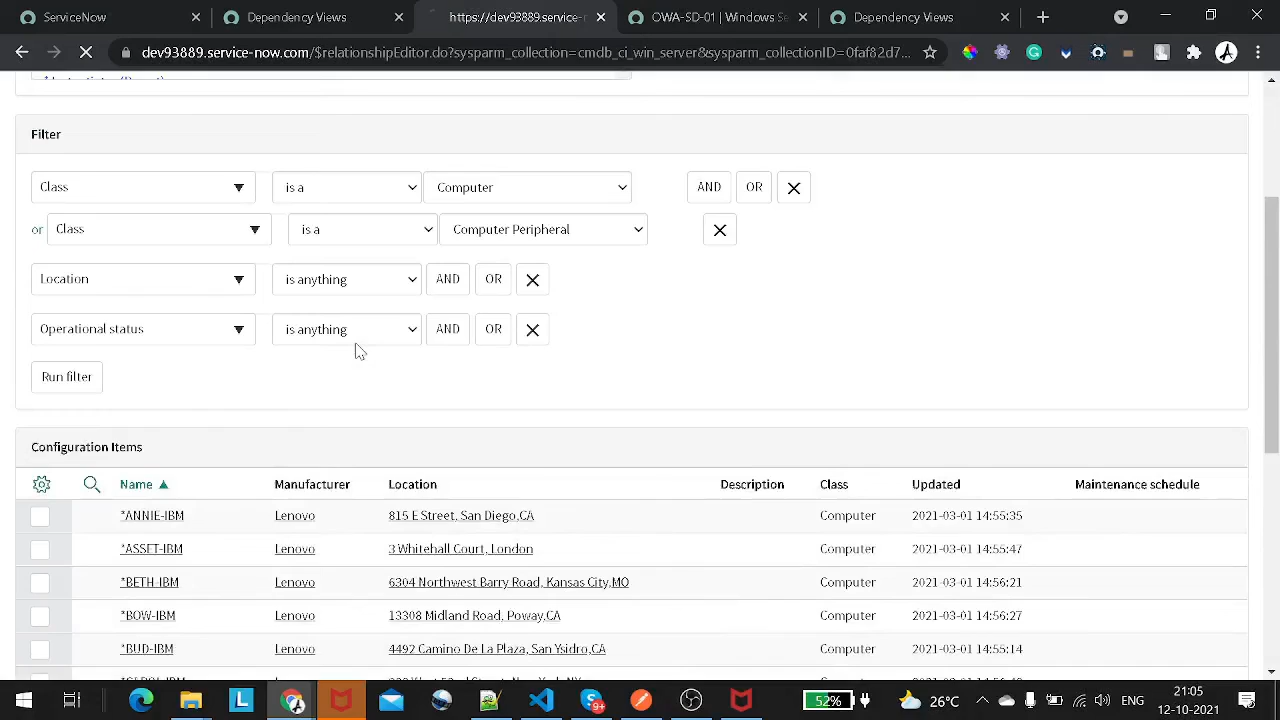 ServiceNow
Dependency Views
https://dev93889.service-
OWA-SD-01 | Windows Se
Dependency Views
dev93889.service-now.com/$relationshipEditor.do?sysparm_collection=cmdb_ci_win_server&sysparm_collectionID=0faf82d7...
Filter
Class
is a
Computer
AND
OR
or
Class
is a
Computer Peripheral
Location
is anything
AND
OR
Operational status
is anything
AND
OR
Run filter
Configuration Items
Name
Manufacturer
Location
Description
Class
Updated
Maintenance schedule
*ANNIE-IBM
Lenovo
815 E Street, San Diego,CA
Computer
2021-03-01 14:55:35
*ASSET-IBM
Lenovo
3 Whitehall Court, London
Computer
2021-03-01 14:55:47
*BETH-IBM
Lenovo
6304 Northwest Barry Road, Kansas City,MO
Computer
2021-03-01 14:56:21
*BOW-IBM
Lenovo
13308 Midland Road, Poway,CA
Computer
2021-03-01 14:56:27
*BUD-IBM
Lenovo
4492 Camino De La Plaza, San Ysidro,CA
Computer
2021-03-01 14:55:14
52%
26°C
ENG
21:05
12-10-2021